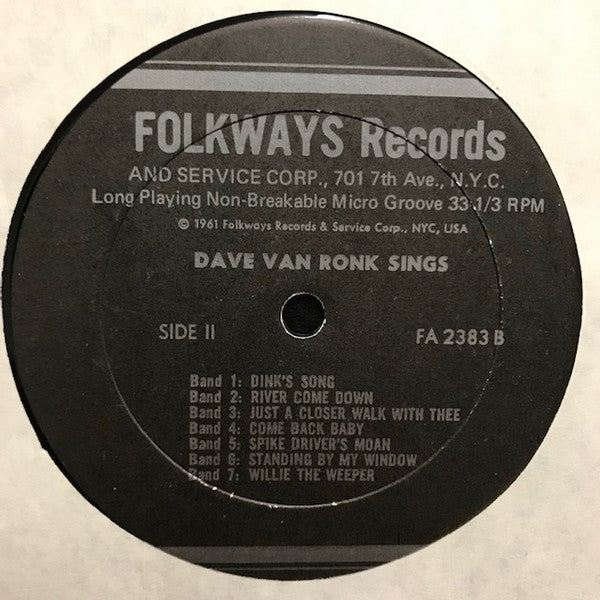 FOLKWAYS Records
AND SERVICE CORP., 701 7th Ave., N.Y.C.
Long Playing Non-Breakable Micro Groove 33-1/3 RPM
© 1961 Folkways Records & Service Corp., NYC, USA
DAVE VAN RONK SINGS
SIDE II FA 2383 B
Band 1: DINK'S SONG
Band 2: RIVER COME DOWN
Band 3: JUST A CLOSER WALK WITH THEE
Band 4: COME BACK BABY
Band 5: SPIKE DRIVER'S MOAN
Band 6: STANDING BY MY WINDOW
Band 7: WILLIE THE WEEPER